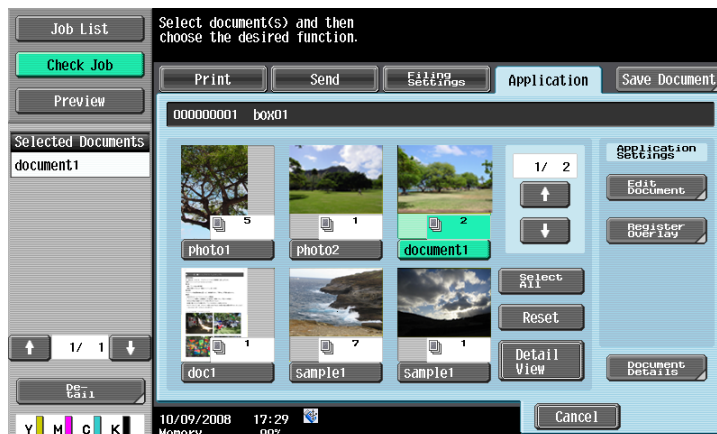 Job List
Check Job
Preview
Selected Documents
document1
1/ 1
De-
tail
Y M C K
Select document(s) and then
choose the desired function.
Print
Send
Filing
Settings
Application
Save Document
000000001 box01
5
photo1
1
photo2
2
document1
1
doc1
7
sample1
1
sample1
1/ 2
Select
All
Reset
Detail
View
Application
Settings
Edit
Document
Register
Overlay
Document
Details
Cancel
10/09/2008 17:29
Memory 99%